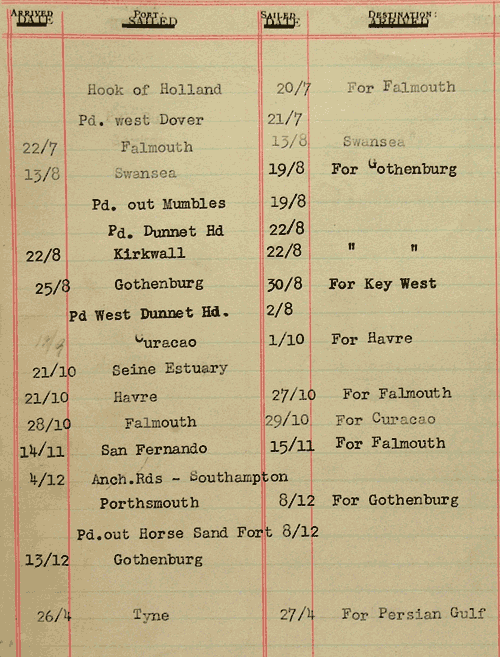 ARRIVED DATE PORT SAILED SAILED DATE DESTINATION: ARRIVED
Hook of Holland 20/7 For Falmouth
Pd. west Dover 21/7
22/7 Falmouth 13/8 Swansea
13/8 Swansea 19/8 For Gothenburg
Pd. out Mumbles 19/8
Pd. Dunnet Hd 22/8
22/8 Kirkwall 22/8 " "
25/8 Gothenburg 30/8 For Key West
Pd West Dunnet Hd. 2/8
Curacao 1/10 For Havre
21/10 Seine Estuary
21/10 Havre 27/10 For Falmouth
28/10 Falmouth 29/10 For Curacao
14/11 San Fernando 15/11 For Falmouth
4/12 Anch.Rds - Southampton
Porthsmouth 8/12 For Gothenburg
Pd.out Horse Sand Fort 8/12
13/12 Gothenburg
26/4 Tyne 27/4 For Persian Gulf